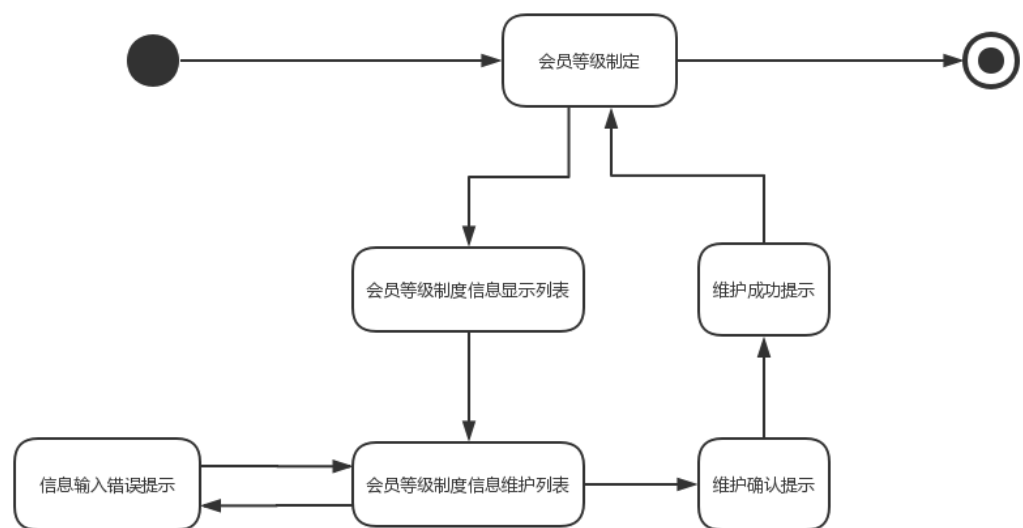 会员等级制定
会员等级制度信息显示列表
维护成功提示
信息输入错误提示
会员等级制度信息维护列表
维护确认提示